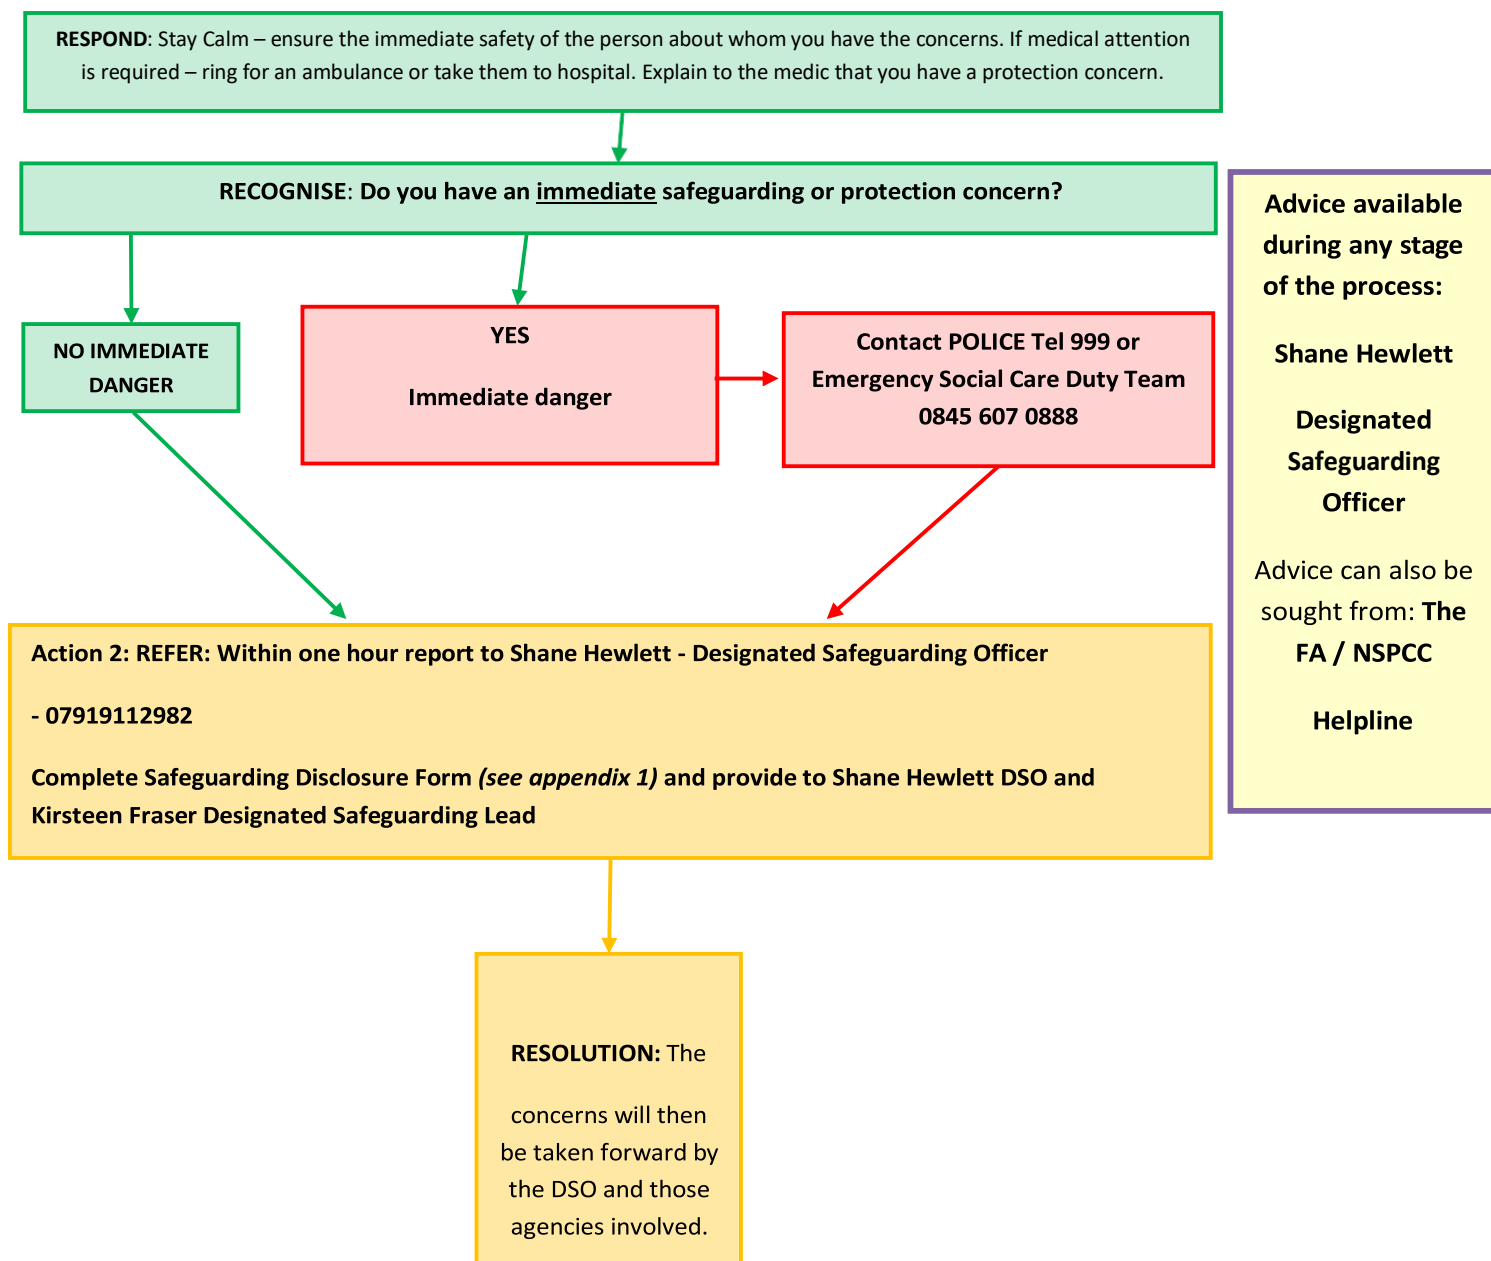 RESPOND: Stay Calm – ensure the immediate safety of the person about whom you have the concerns. If medical attention
is required – ring for an ambulance or take them to hospital. Explain to the medic that you have a protection concern.
RECOGNISE: Do you have an immediate safeguarding or protection concern?
NO IMMEDIATE
DANGER
YES
Immediate danger
Contact POLICE Tel 999 or
Emergency Social Care Duty Team
0845 607 0888
Advice available
during any stage
of the process:
Shane Hewlett
Designated
Safeguarding
Officer
Advice can also be
sought from: The
FA / NSPCC
Helpline
Action 2: REFER: Within one hour report to Shane Hewlett - Designated Safeguarding Officer
- 07919112982
Complete Safeguarding Disclosure Form (see appendix 1) and provide to Shane Hewlett DSO and
Kirsteen Fraser Designated Safeguarding Lead
RESOLUTION: The
concerns will then
be taken forward by
the DSO and those
agencies involved.